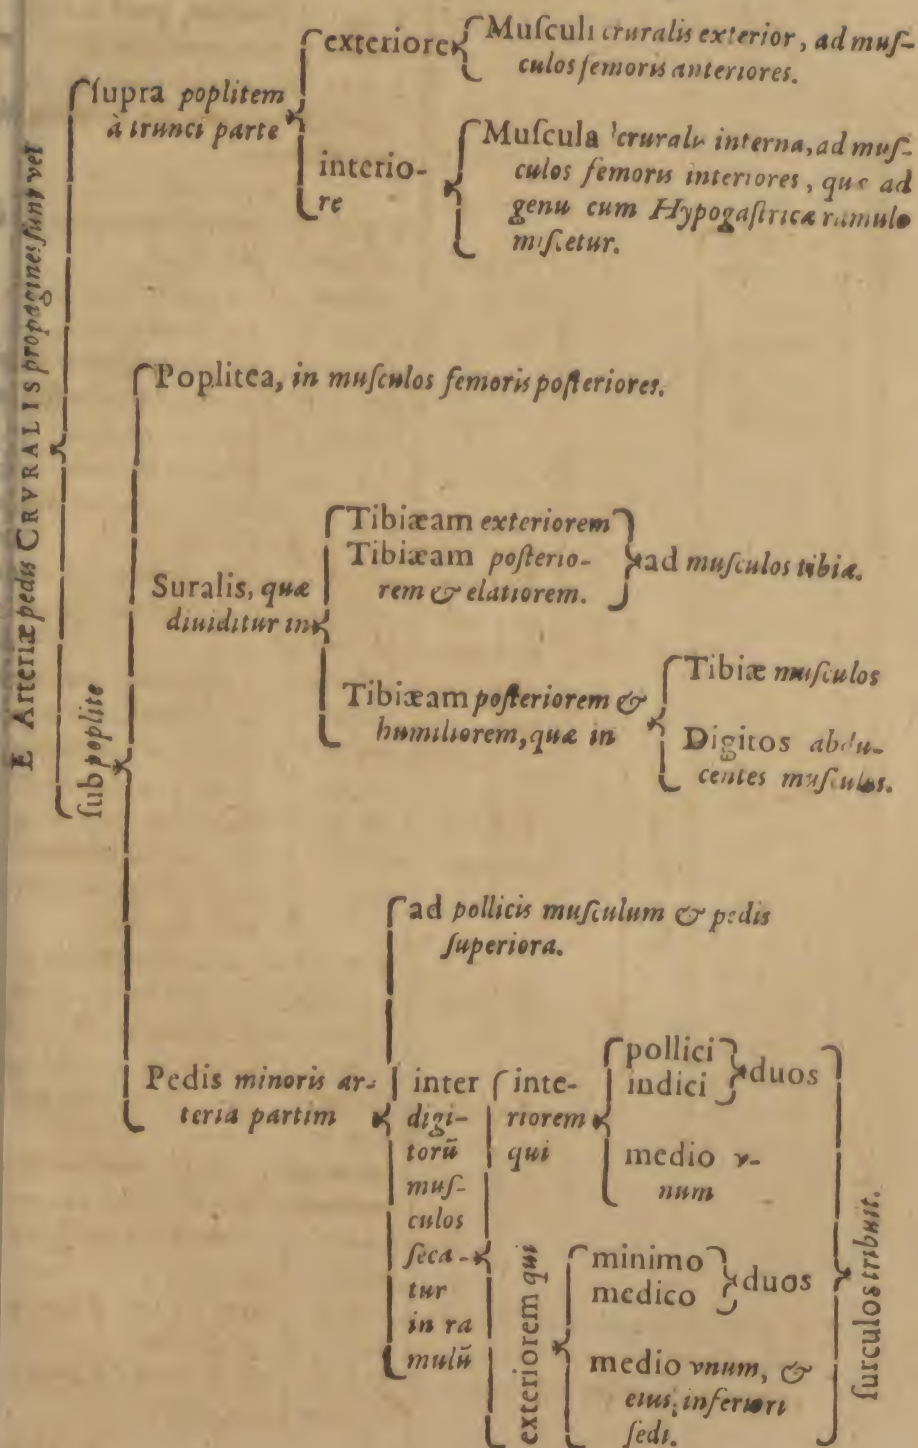 E Arteriæ pedis CRVRALIS propagines sunt vel
ſupra poplitem
à trunci parte
exteriore
Muſculi cruralis exterior, ad muſ-
culos femoris anteriores.
interio-
re
Muſcula cruralis interna, ad muſ-
culos femoris interiores, quæ ad
genu cum Hypogaſtricæ ramulo
miſcetur.
ſub poplite
Poplitea, in muſculos femoris poſteriores.
Suralis, quæ
diuiditur in
Tibiæam exteriorem
Tibiæam poſterio-
rem & elatiorem.
ad muſculos tibiæ.
Tibiæam poſteriorem &
humiliorem, quæ in
Tibiæ muſculos
Digitos abdu-
centes muſculos.
Pedis minoris ar-
teria partim
ad pollicis muſculum & pedis
ſuperiora.
inter
digi-
torū
muſ-
culos
ſeca-
tur
in ra
mulū
inte-
riorem
qui
pollici
indici
duos
medio v-
num
exteriorem qui
minimo
medico
duos
medio vnum, &
eius inferiori
ſedi.
ſurculos tribuit.